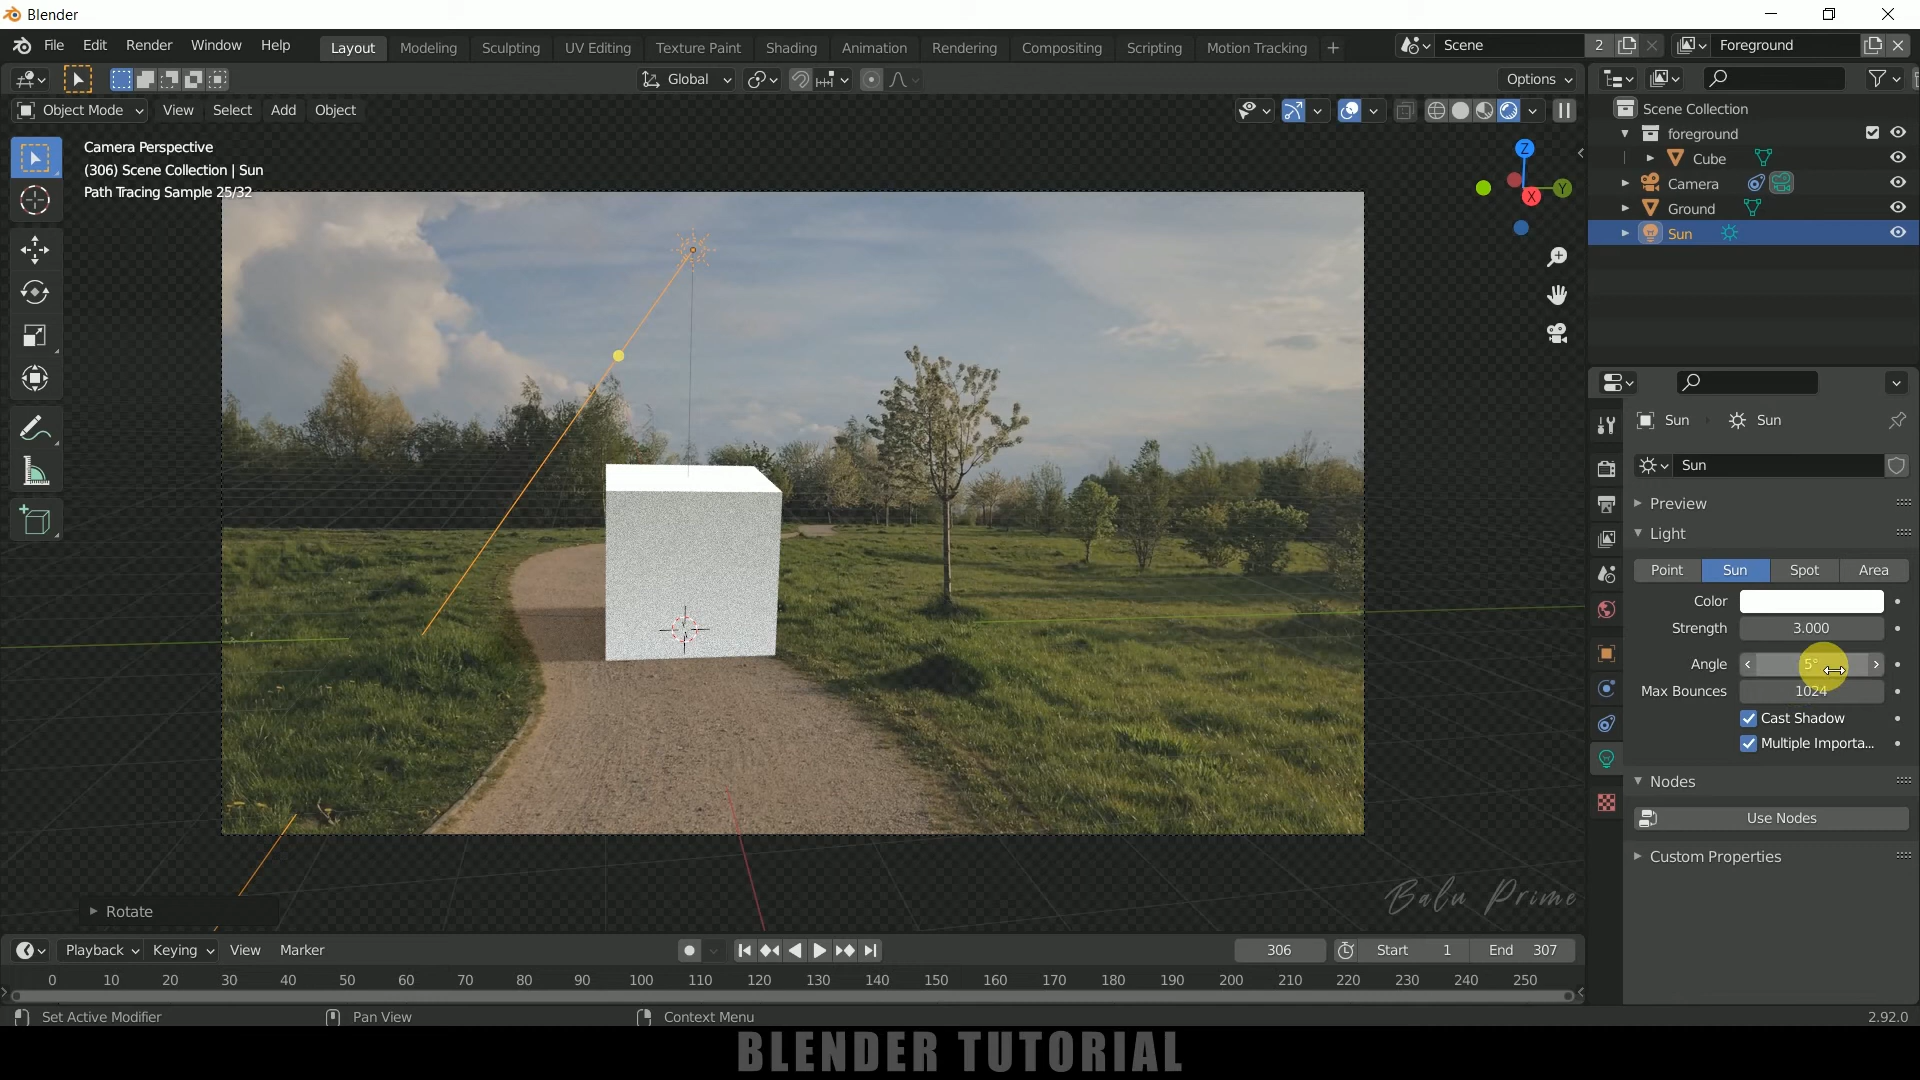 Blender
File Edit Render Window Help Layout Modeling Sculpting UV Editing Texture Paint Shading Animation Rendering Compositing Scripting Motion Tracking + Scene 2 Foreground
Global Options
Object Mode View Select Add Object
Camera Perspective
(306) Scene Collection | Sun
Path Tracing Sample 25/32
Z
Y
X
Scene Collection
foreground
Cube
Camera
Ground
Sun
Sun Sun
Sun
Preview
Light
Point Sun Spot Area
Color
Strength 3.000
Angle 5°
Max Bounces 1024
Cast Shadow
Multiple Importa...
Nodes
Use Nodes
Custom Properties
Rotate
Balu Prime
Playback Keying View Marker 306 Start 1 End 307
0 10 20 30 40 50 60 70 80 90 100 110 120 130 140 150 160 170 180 190 200 210 220 230 240 250
Set Active Modifier Pan View Context Menu 2.92.0
BLENDER TUTORIAL